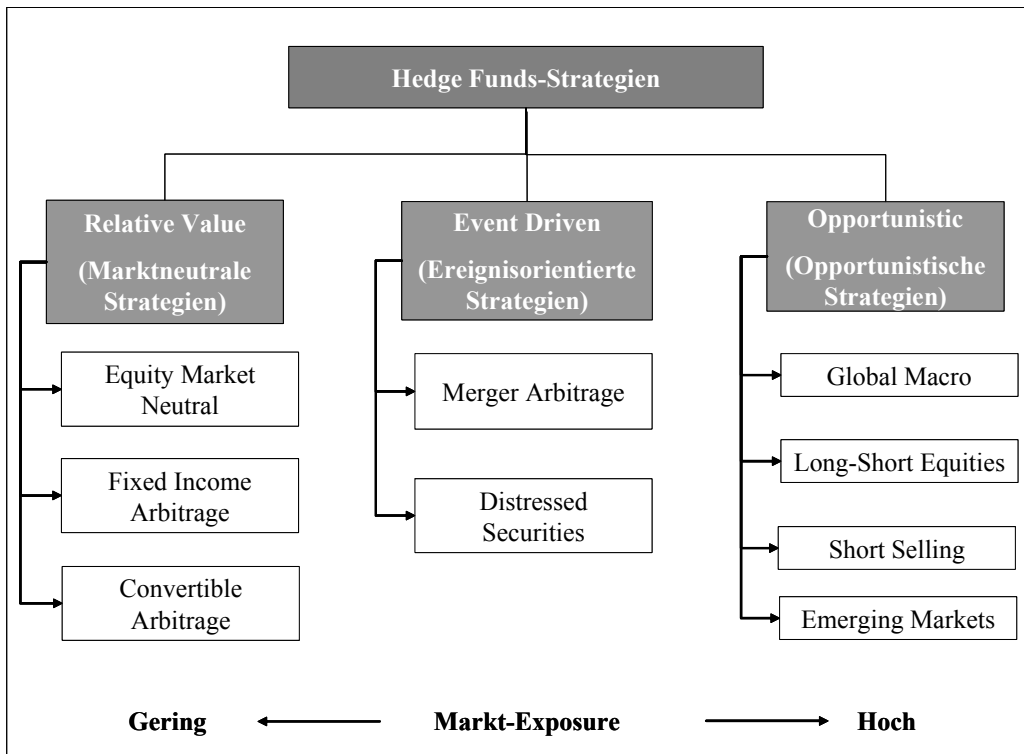 Hedge Funds-Strategien
Relative Value
(Marktneutrale
Strategien)
Equity Market
Neutral
Fixed Income
Arbitrage
Convertible
Arbitrage
Event Driven
(Ereignisorientierte
Strategien)
Merger Arbitrage
Distressed
Securities
Opportunistic
(Opportunistische
Strategien)
Global Macro
Long-Short Equities
Short Selling
Emerging Markets
Gering Markt-Exposure Hoch